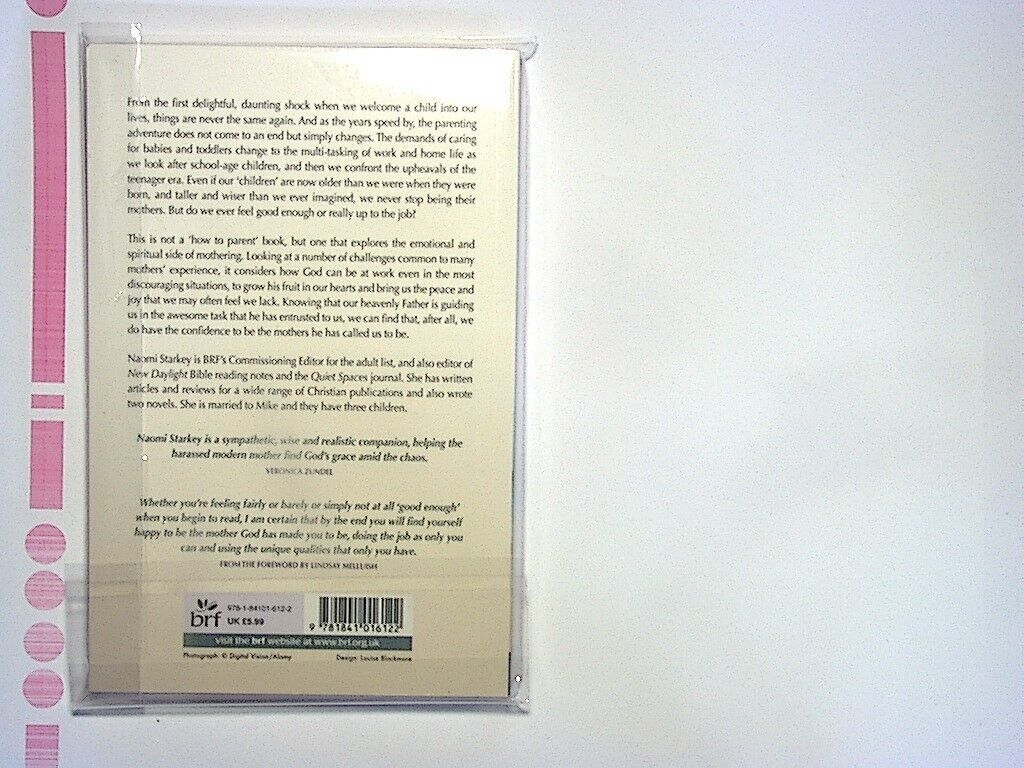 From the first delightful, daunting shock when we welcome a child into our
lives, things are never the same again. And as the years speed by, the parenting
adventure does not come to an end but simply changes. The demands of caring
for babies and toddlers change to the multi-tasking of work and home life as
we look after school-age children, and then we confront the upheavals of the
teenager era. Even if our 'children' are now older than we were when they were
born, and taller and wiser than we ever imagined, we never stop being their
mothers. But do we ever feel good enough or really up to the job?
This is not a 'how to parent' book, but one that explores the emotional and
spiritual side of mothering. Looking at a number of challenges common to many
mothers' experience, it considers how God can be at work even in the most
discouraging situations, to grow his fruit in our hearts and bring us the peace and
joy that we may often feel we lack. Knowing that our heavenly Father is guiding
us in the awesome task that he has entrusted to us, we can find that, after all, we
do have the confidence to be the mothers he has called us to be.
Naomi Starkey is BRF's Commissioning Editor for the adult list, and also editor of
New Daylight Bible reading notes and the Quiet Spaces journal. She has written
articles and reviews for a wide range of Christian publications and also wrote
two novels. She is married to Mike and they have three children.
Naomi Starkey is a sympathetic, wise and realistic companion, helping the
harassed modern mother find God's grace amid the chaos.
VERONICA ZUNDEL
Whether you're feeling fairly or barely or simply not at all 'good enough'
when you begin to read, I am certain that by the end you will find yourself
happy to be the mother God has made you to be, doing the job as only you
can and using the unique qualities that only you have.
FROM THE FOREWORD BY LINDSAY MELLUISH
brf
978-1-84101-612-2
UK £5.99
9 781841 016122
visit the brf website at www.brf.org.uk
Photograph: © Digital Vision/Alamy
Design: Louise Blackmore